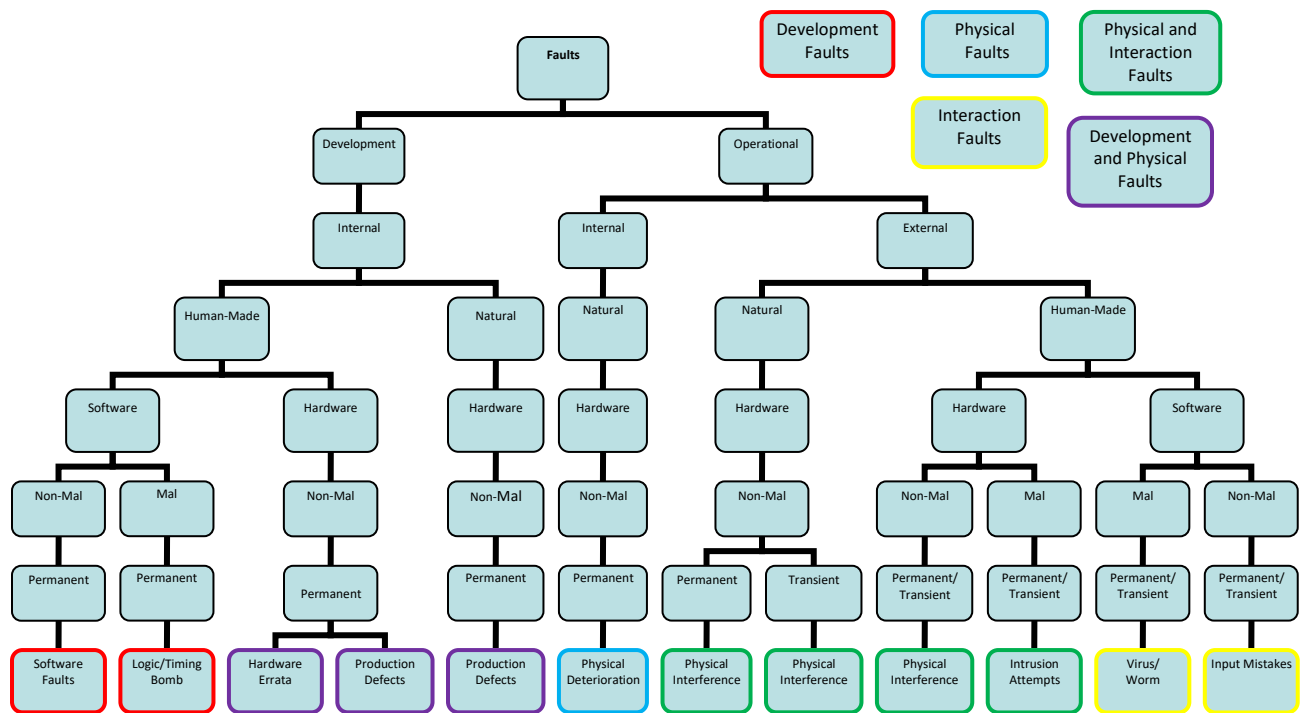 Development
Faults
Physical
Faults
Physical and
Interaction
Faults
Faults
Interaction
Faults
Development
and Physical
Faults
Development
Operational
Internal
Internal
External
Human-Made
Natural
Natural
Natural
Human-Made
Software
Hardware
Hardware
Hardware
Hardware
Hardware
Software
Non-Mal
Mal
Non-Mal
Non-Mal
Non-Mal
Non-Mal
Non-Mal
Mal
Mal
Non-Mal
Permanent
Permanent
Permanent
Permanent
Permanent
Permanent
Transient
Permanent/
Transient
Permanent/
Transient
Permanent/
Transient
Permanent/
Transient
Software
Faults
Logic/Timing
Bomb
Hardware
Errata
Production
Defects
Production
Defects
Physical
Deterioration
Physical
Interference
Physical
Interference
Physical
Interference
Intrusion
Attempts
Virus/
Worm
Input Mistakes